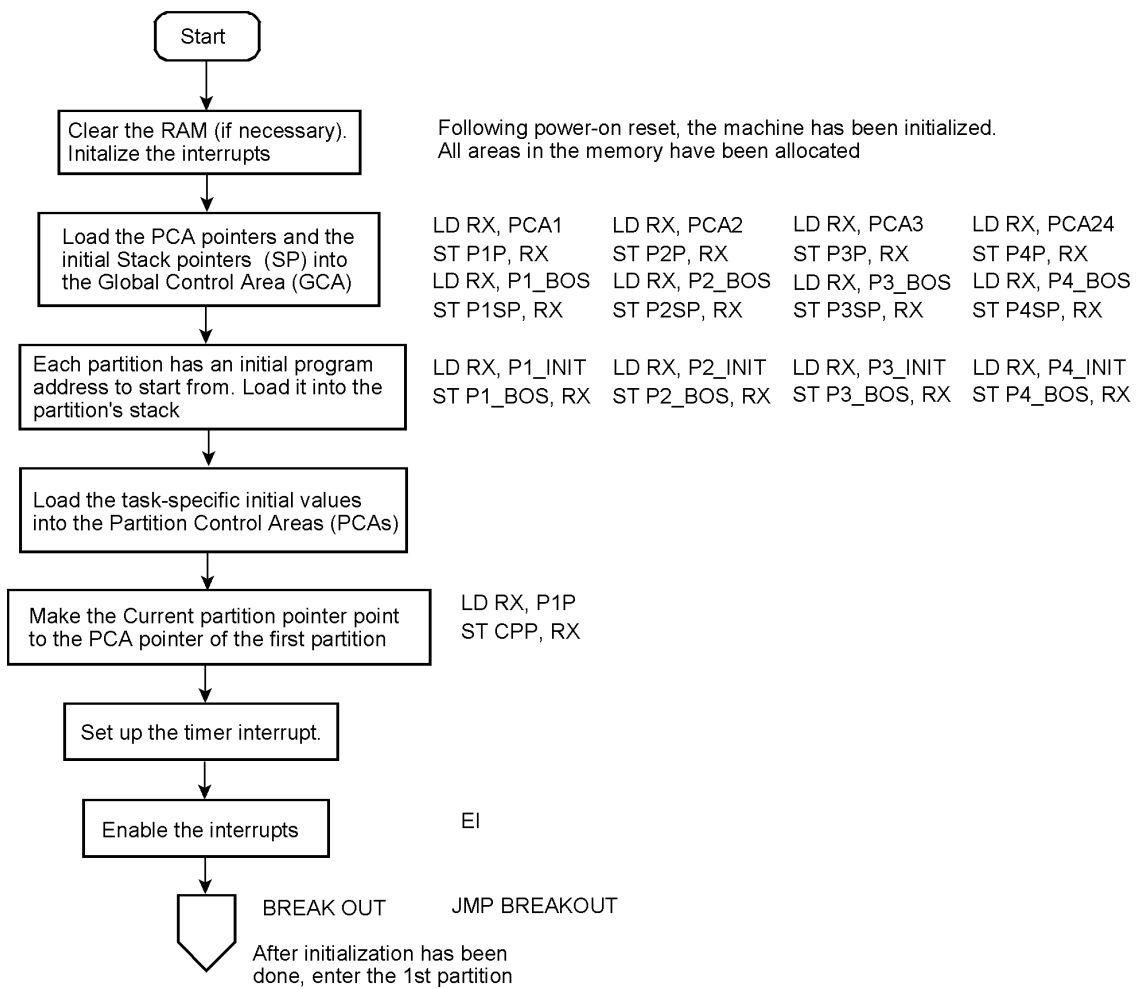 Start
Clear the RAM (if necessary).
Initalize the interrupts
Following power-on reset, the machine has been initialized.
All areas in the memory have been allocated
Load the PCA pointers and the
initial Stack pointers (SP) into
the Global Control Area (GCA)
LD RX, PCA1 LD RX, PCA2 LD RX, PCA3 LD RX, PCA24
ST P1P, RX ST P2P, RX ST P3P, RX ST P4P, RX
LD RX, P1_BOS LD RX, P2_BOS LD RX, P3_BOS LD RX, P4_BOS
ST P1SP, RX ST P2SP, RX ST P3SP, RX ST P4SP, RX
Each partition has an initial program
address to start from. Load it into the
partition's stack
LD RX, P1_INIT LD RX, P2_INIT LD RX, P3_INIT LD RX, P4_INIT
ST P1_BOS, RX ST P2_BOS, RX ST P3_BOS, RX ST P4_BOS, RX
Load the task-specific initial values
into the Partition Control Areas (PCAs)
Make the Current partition pointer point
to the PCA pointer of the first partition
LD RX, P1P
ST CPP, RX
Set up the timer interrupt.
Enable the interrupts
EI
BREAK OUT JMP BREAKOUT
After initialization has been
done, enter the 1st partition